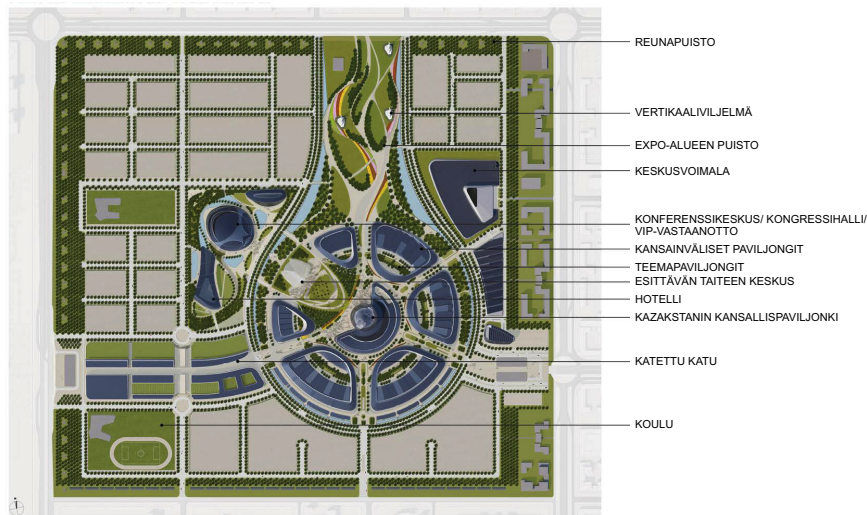 REUNAPUISTO
VERTIKAALIVILJELMÄ
EXPO-ALUEEN PUISTO
KESKUSVOIMALA
KONFERENSSIKESKUS/ KONGRESSIHALLI/
VIP-VASTAANOTTO
KANSAINVÄLISET PAVILJONGIT
TEEMAPAVILJONGIT
ESITTÄVÄN TAITEEN KESKUS
HOTELLI
KAZAKSTANIN KANSALLISPAVILJONKI
KATETTU KATU
KOULU